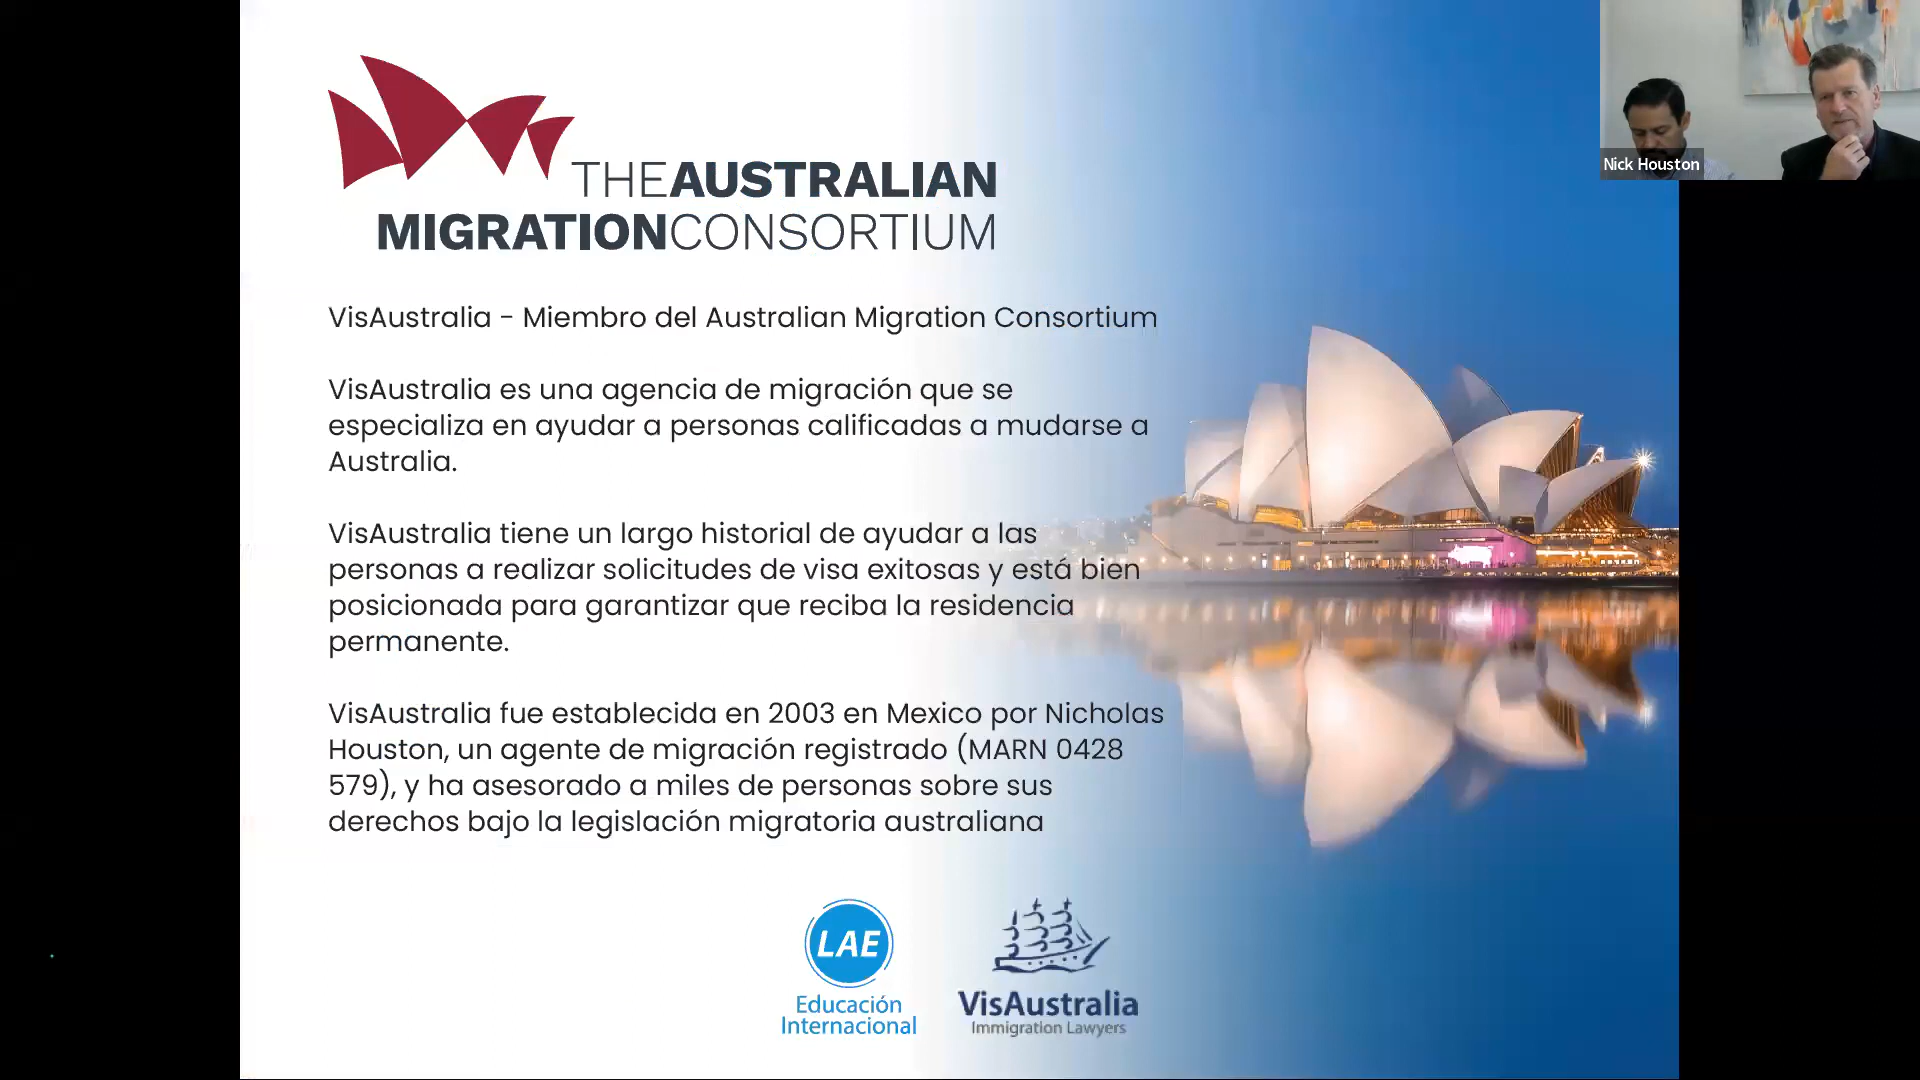 THEAUSTRALIAN
MIGRATIONCONSORTIUM
Nick Houston
VisAustralia - Miembro del Australian Migration Consortium
VisAustralia es una agencia de migración que se
especializa en ayudar a personas calificadas a mudarse a
Australia.
VisAustralia tiene un largo historial de ayudar a las
personas a realizar solicitudes de visa exitosas y está bien
posicionada para garantizar que reciba la residencia
permanente.
VisAustralia fue establecida en 2003 en Mexico por Nicholas
Houston, un agente de migración registrado (MARN 0428
579), y ha asesorado a miles de personas sobre sus
derechos bajo la legislación migratoria australiana
LAE
Educación
Internacional
VisAustralia
Immigration Lawyers